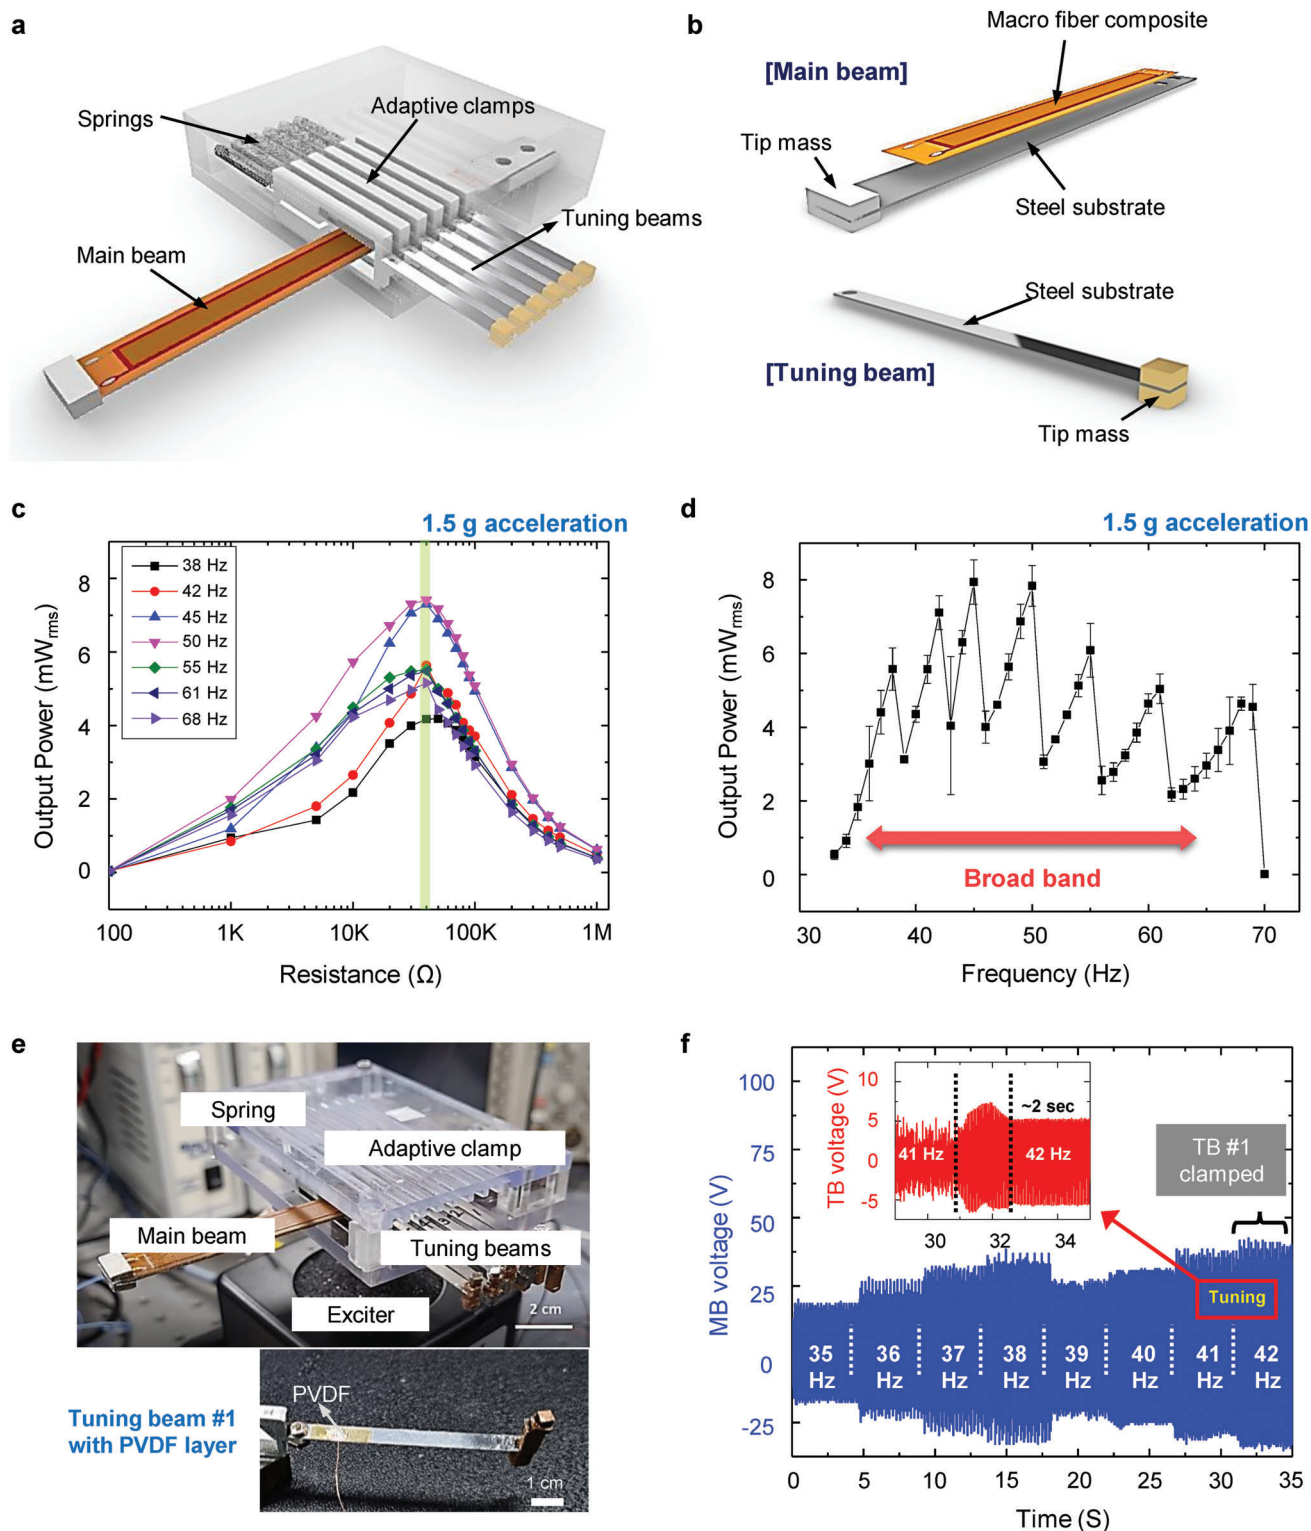 a
Springs
Adaptive clamps
Tuning beams
Main beam
b
Macro fiber composite
[Main beam]
Tip mass
Steel substrate
Steel substrate
[Tuning beam]
Tip mass
c
1.5 g acceleration
38 Hz
42 Hz
45 Hz
50 Hz
55 Hz
61 Hz
68 Hz
8
6
4
2
0
Output Power (mWrms)
100
1K
10K
100K
1M
Resistance (Ω)
d
1.5 g acceleration
8
6
4
2
0
Output Power (mWrms)
Broad band
30
40
50
60
70
Frequency (Hz)
e
Spring
Adaptive clamp
Main beam
Tuning beams
Exciter
2 cm
PVDF
Tuning beam #1
with PVDF layer
1 cm
f
100
75
50
25
0
-25
MB voltage (V)
10
5
0
-5
TB voltage (V)
~2 sec
41 Hz
42 Hz
30
32
34
TB #1
clamped
Tuning
35
Hz
36
Hz
37
Hz
38
Hz
39
Hz
40
Hz
41
Hz
42
Hz
0
5
10
15
20
25
30
35
Time (S)